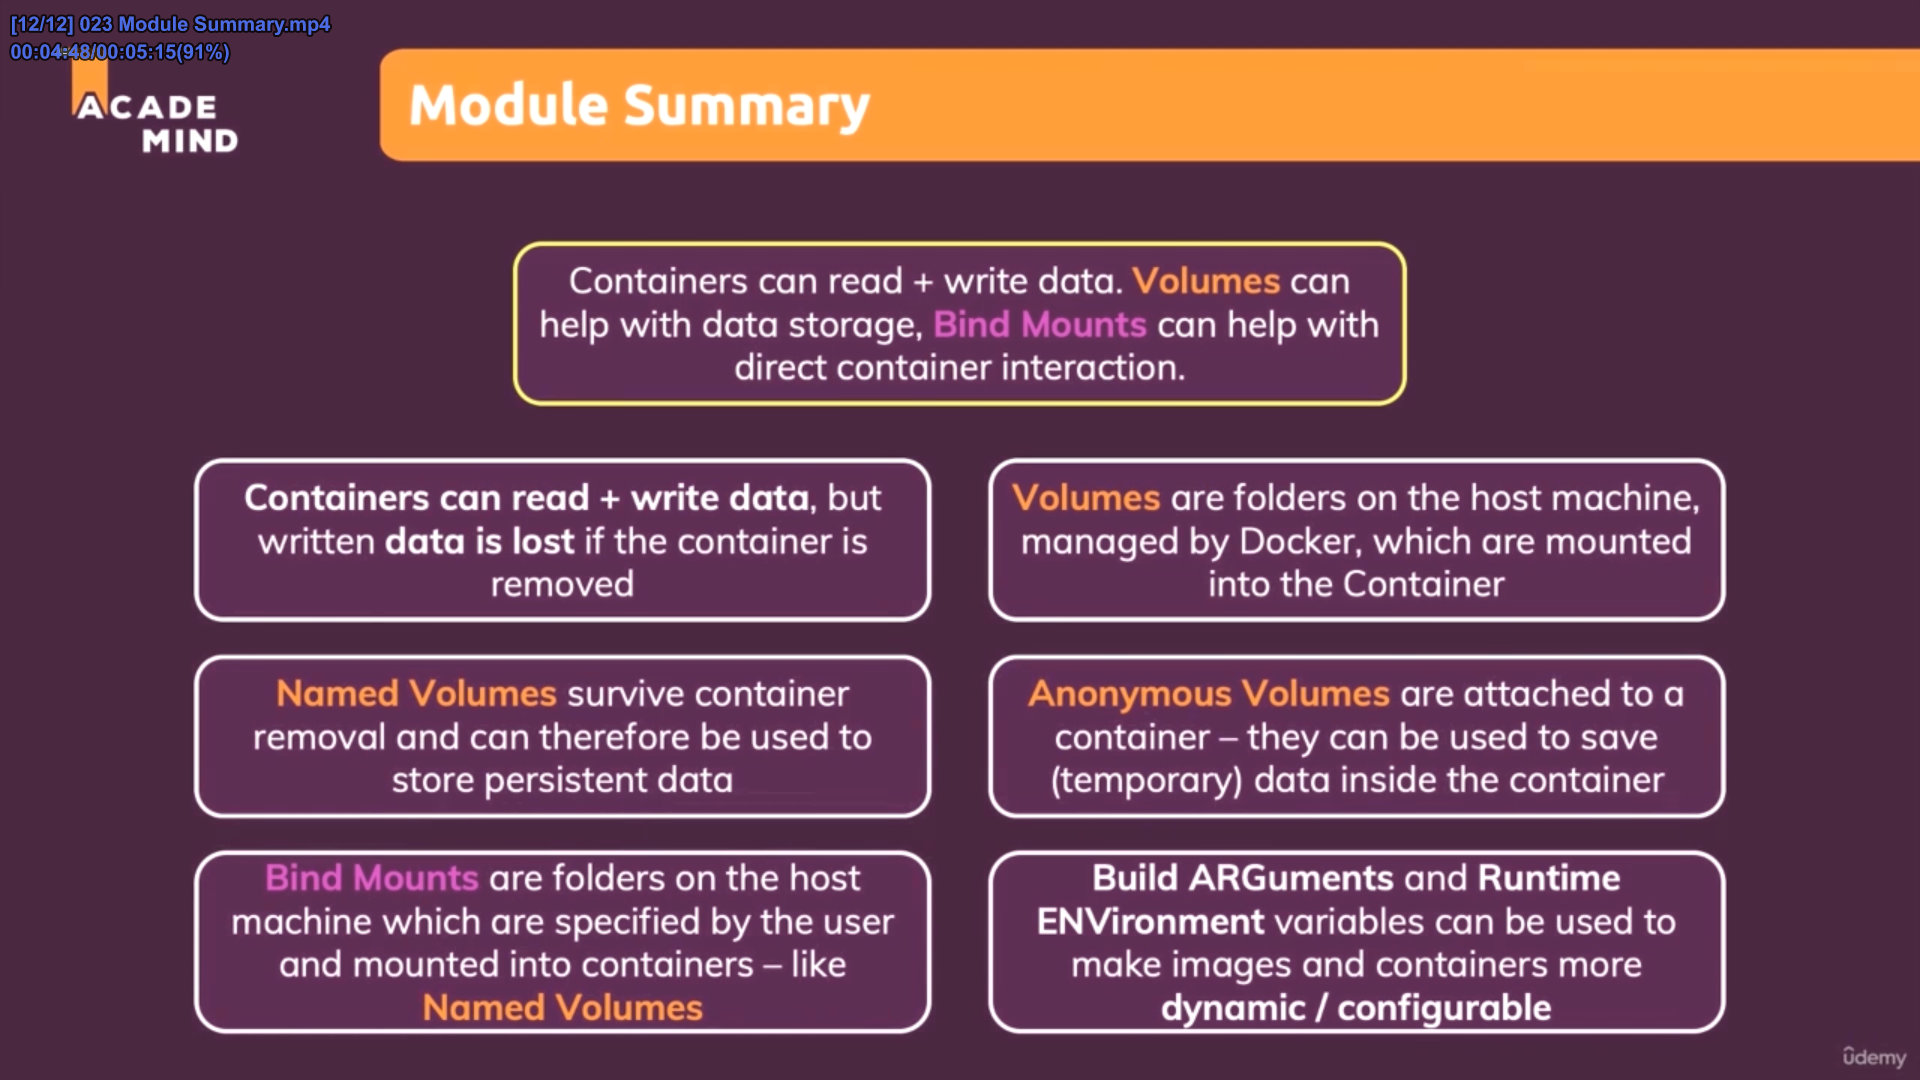 [12/12] 023 Module Summary.mp4
00:04:48/00:05:15(91%)
ACADE
MIND
Module Summary
Containers can read + write data. Volumes can
help with data storage, Bind Mounts can help with
direct container interaction.
Containers can read + write data, but
written data is lost if the container is
removed
Volumes are folders on the host machine,
managed by Docker, which are mounted
into the Container
Named Volumes survive container
removal and can therefore be used to
store persistent data
Anonymous Volumes are attached to a
container – they can be used to save
(temporary) data inside the container
Bind Mounts are folders on the host
machine which are specified by the user
and mounted into containers – like
Named Volumes
Build ARGuments and Runtime
ENVironment variables can be used to
make images and containers more
dynamic / configurable
ûdemy